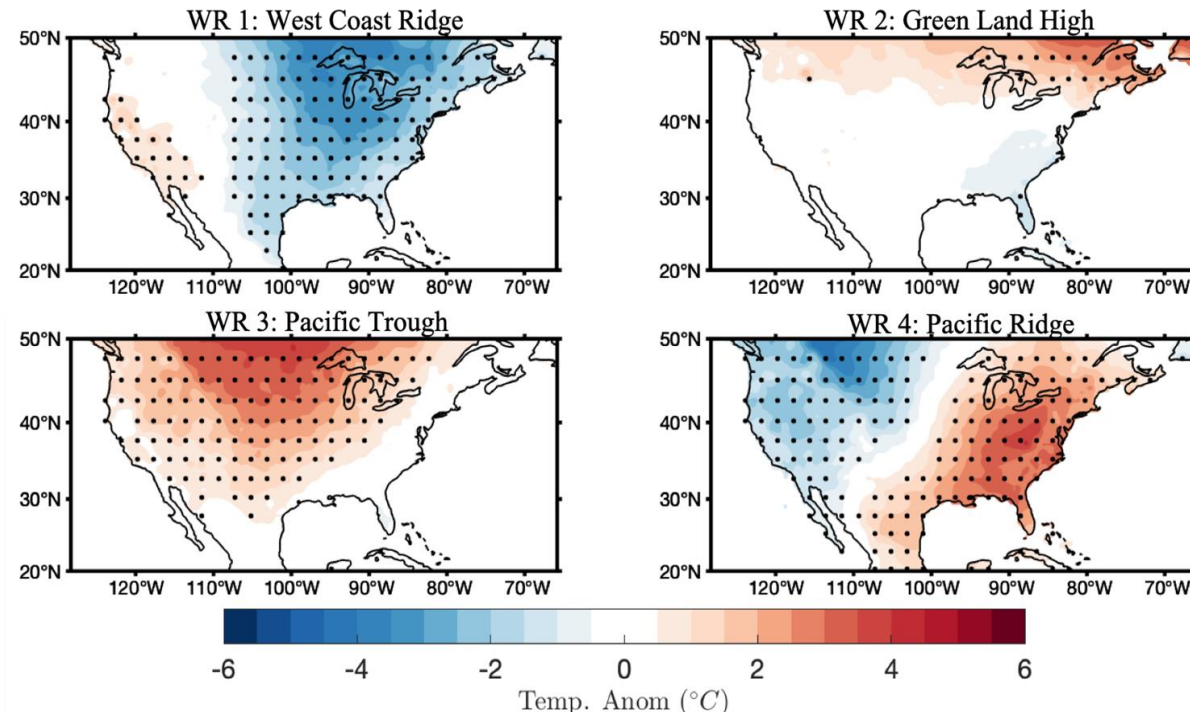 WR 1: West Coast Ridge
WR 2: Green Land High
50°N
40°N
30°N
20°N
120°W 110°W 100°W 90°W 80°W 70°W
50°N
40°N
30°N
20°N
120°W 110°W 100°W 90°W 80°W 70°W
WR 3: Pacific Trough
WR 4: Pacific Ridge
50°N
40°N
30°N
20°N
120°W 110°W 100°W 90°W 80°W 70°W
50°N
40°N
30°N
20°N
120°W 110°W 100°W 90°W 80°W 70°W
-6 -4 -2 0 2 4 6
Temp. Anom (°C)